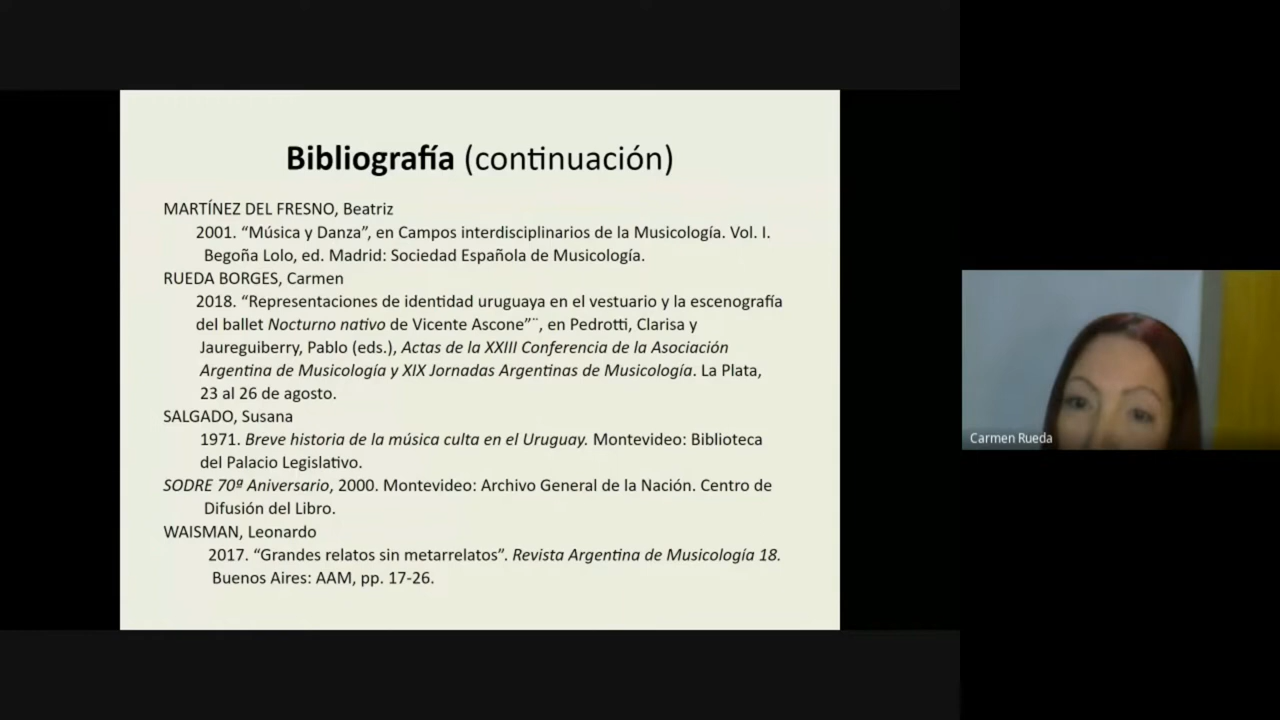 Bibliografía (continuación)
MARTÍNEZ DEL FRESNO, Beatriz
2001. “Música y Danza”, en Campos interdisciplinarios de la Musicología. Vol. I.
Begoña Lolo, ed. Madrid: Sociedad Española de Musicología.
RUEDA BORGES, Carmen
2018. “Representaciones de identidad uruguaya en el vestuario y la escenografía
del ballet Nocturno nativo de Vicente Ascone”¨, en Pedrotti, Clarisa y
Jaureguiberry, Pablo (eds.), Actas de la XXIII Conferencia de la Asociación
Argentina de Musicología y XIX Jornadas Argentinas de Musicología. La Plata,
23 al 26 de agosto.
SALGADO, Susana
1971. Breve historia de la música culta en el Uruguay. Montevideo: Biblioteca
del Palacio Legislativo.
SODRE 70º Aniversario, 2000. Montevideo: Archivo General de la Nación. Centro de
Difusión del Libro.
WAISMAN, Leonardo
2017. “Grandes relatos sin metarrelatos”. Revista Argentina de Musicología 18.
Buenos Aires: AAM, pp. 17-26.
Carmen Rueda